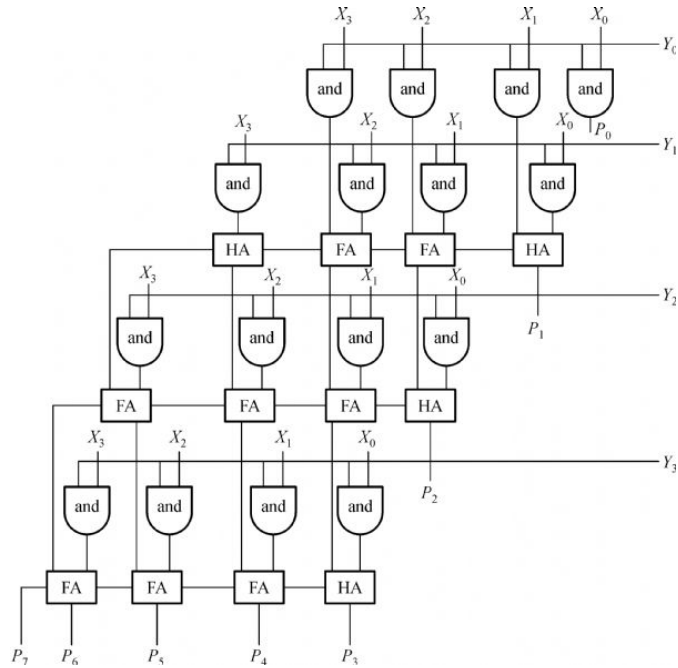 X₃ X₂ X₁ X₀
Y₀
and and and and
P₀
X₃ X₂ X₁ X₀
Y₁
and and and and
HA FA FA HA
X₃ X₂ X₁ X₀
Y₂
P₁
and and and and
FA FA FA HA
X₃ X₂ X₁ X₀
Y₃
P₂
and and and and
FA FA FA HA
P₇ P₆ P₅ P₄ P₃